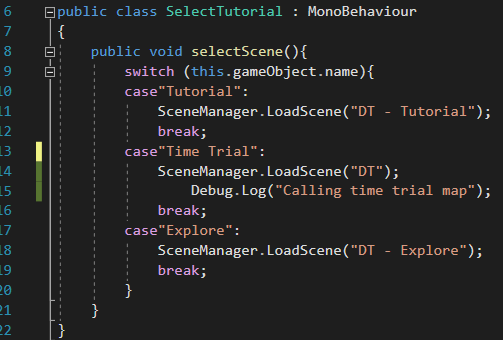 6 public class SelectTutorial : MonoBehaviour
7 {
8 public void selectScene(){
9 switch (this.gameObject.name){
10 case"Tutorial":
11 SceneManager.LoadScene("DT - Tutorial");
12 break;
13 case"Time Trial":
14 SceneManager.LoadScene("DT");
15 Debug.Log("Calling time trial map");
16 break;
17 case"Explore":
18 SceneManager.LoadScene("DT - Explore");
19 break;
20 }
21 }
22 }